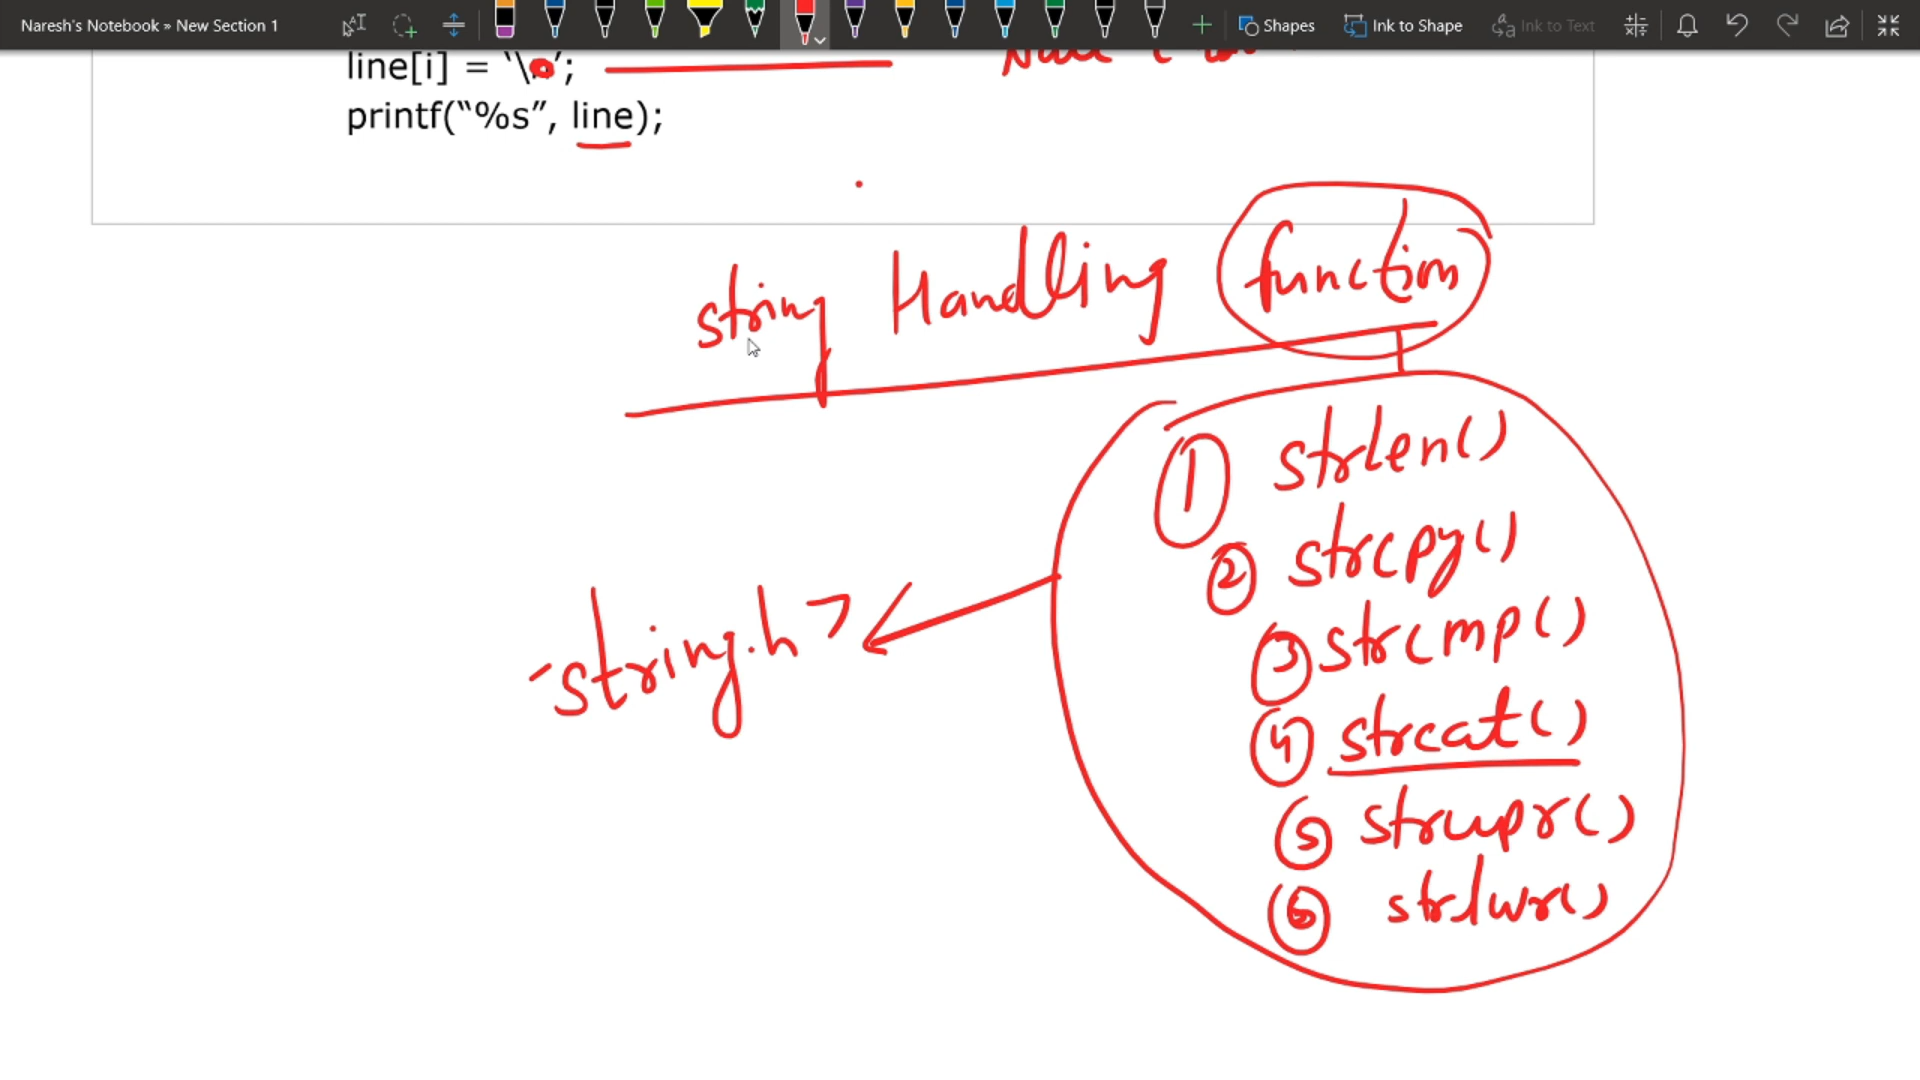 Naresh's Notebook » New Section 1
Shapes
Ink to Shape
Ink to Text
line[i] = '\0';
printf("%s", line);
string Handling function
1 strlen()
2 strcpy()
3 strcmp()
string.h>
4 strcat()
5 strupr()
6 strlwr()